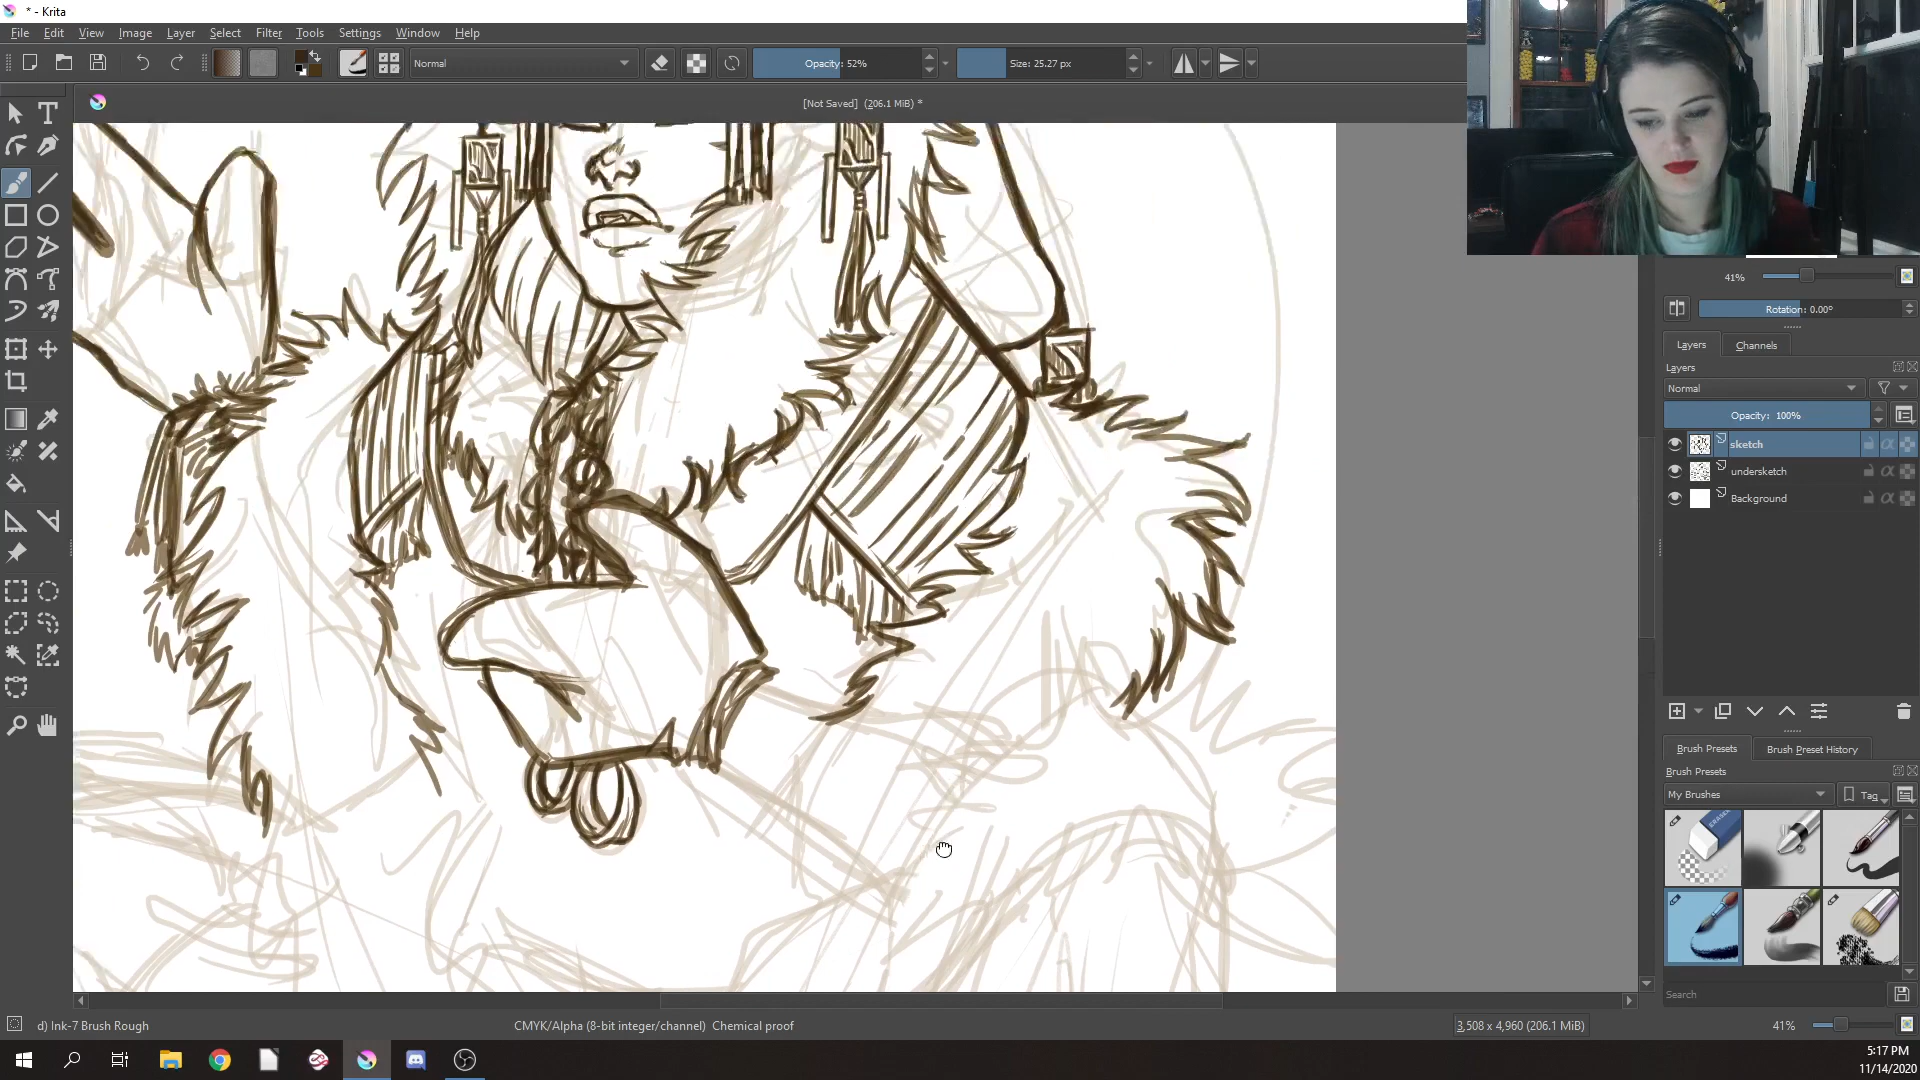 * - Krita
File Edit View Image Layer Select Filter Tools Settings Window Help
Normal
Opacity: 52%
Size: 25.27 px
[Not Saved] (206.1 MiB) *
41%
Rotation: 0.00°
Layers Channels
Layers
Normal
Opacity: 100%
sketch
undersketch
Background
Brush Presets Brush Preset History
Brush Presets
My Brushes
Tag
Search
d) Ink-7 Brush Rough
CMYK/Alpha (8-bit integer/channel) Chemical proof
3,508 x 4,960 (206.1 MiB)
41%
5:17 PM
11/14/2020